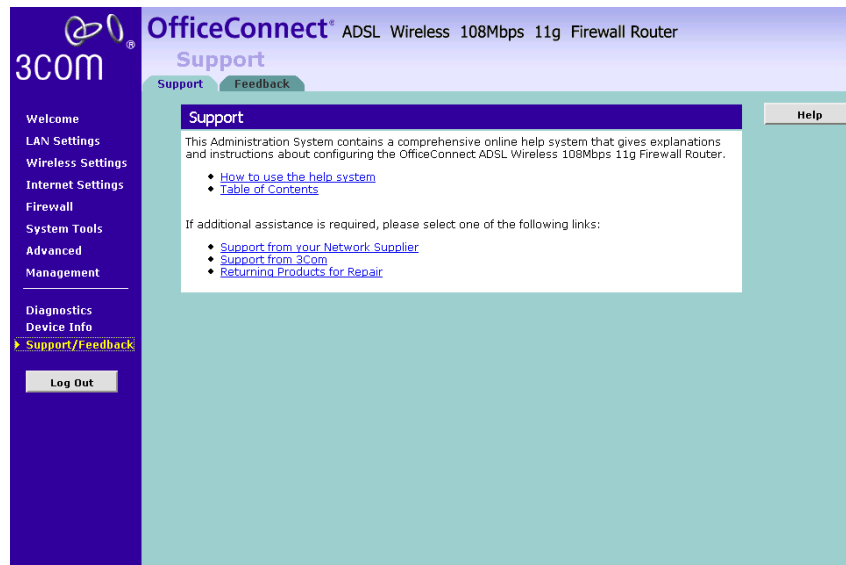 3COM ®
OfficeConnect® ADSL Wireless 108Mbps 11g Firewall Router
Support
Support Feedback
Welcome
LAN Settings
Wireless Settings
Internet Settings
Firewall
System Tools
Advanced
Management
Diagnostics
Device Info
Support/Feedback
Log Out
Support
This Administration System contains a comprehensive online help system that gives explanations
and instructions about configuring the OfficeConnect ADSL Wireless 108Mbps 11g Firewall Router.
How to use the help system
Table of Contents
If additional assistance is required, please select one of the following links:
Support from your Network Supplier
Support from 3Com
Returning Products for Repair
Help